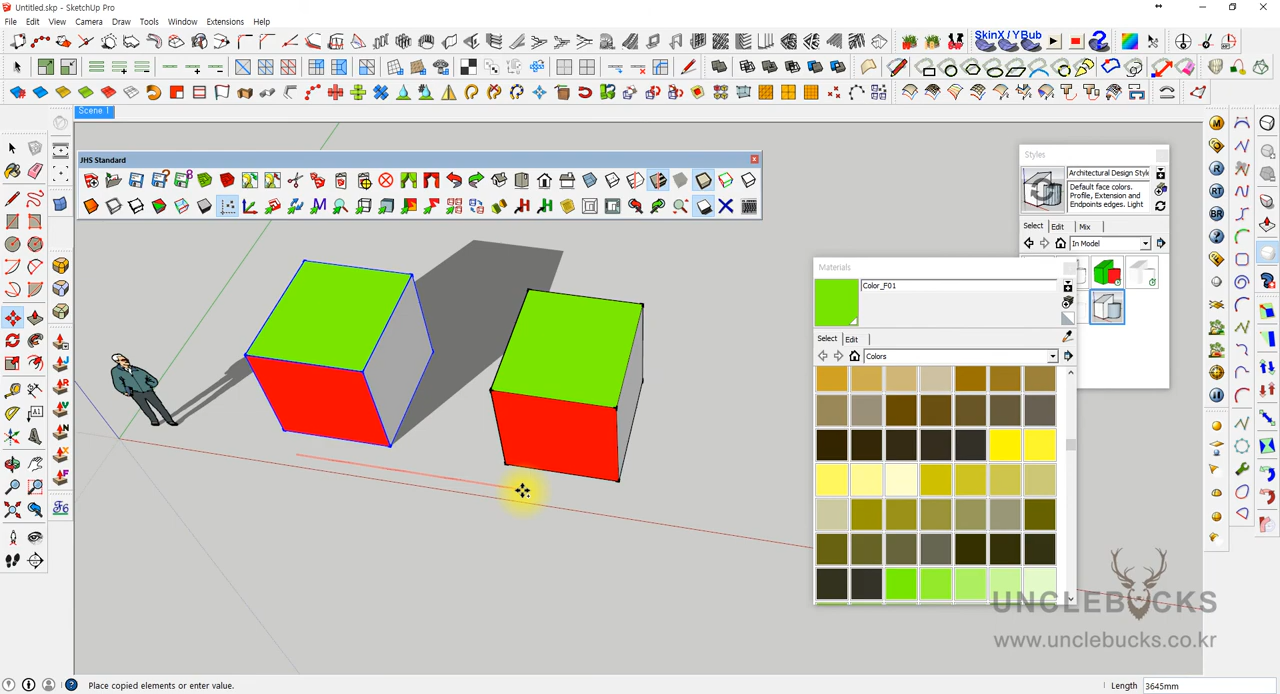 Untitled.skp - SketchUp Pro
File Edit View Camera Draw Tools Window Extensions Help
SkinX / YBub
Scene 1
JHS Standard
Styles
Architectural Design Style
Default face colors.
Profile, Extension and
Endpoints edges. Light
Select Edit Mix
In Model
Materials
Color_F01
Select Edit
Colors
UNCLEBUCKS
www.unclebucks.co.kr
Place copied elements or enter value.
Length 3645mm